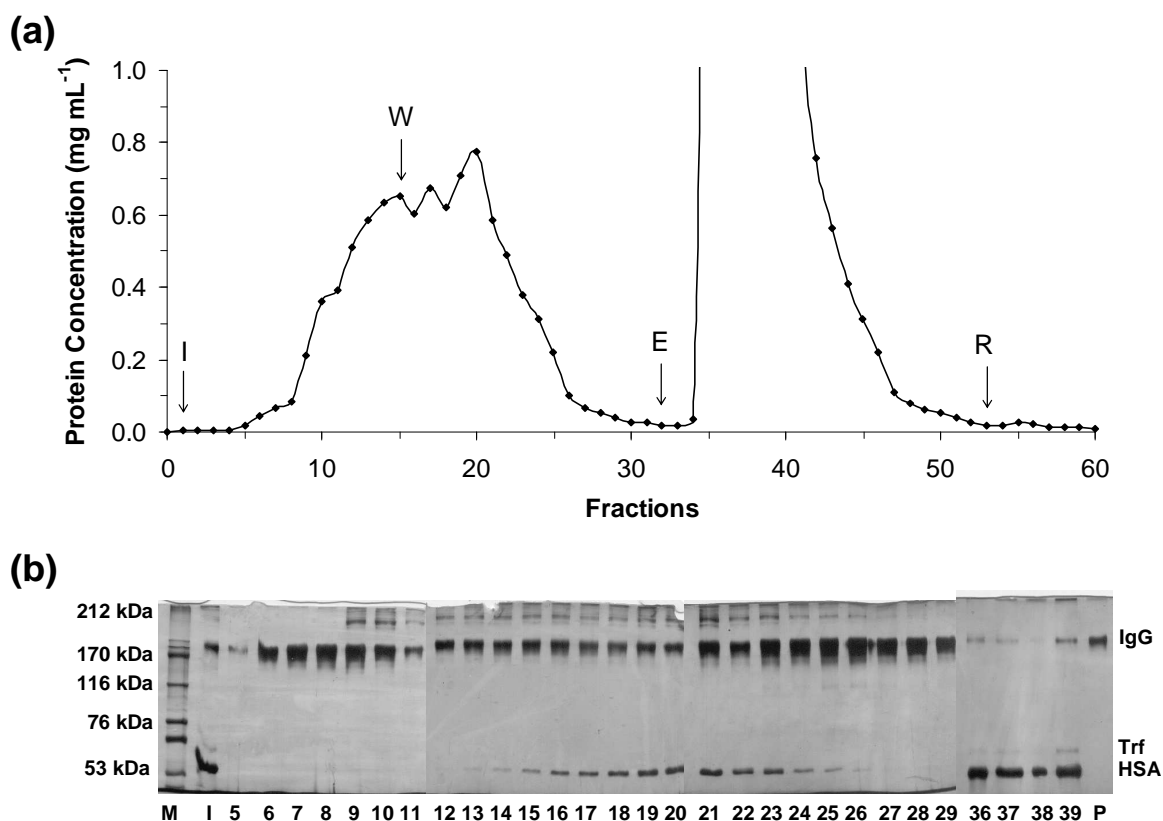 (a)
1.0
0.8
0.6
0.4
0.2
0.0
Protein Concentration (mg mL-1)
I
W
E
R
0 10 20 30 40 50 60
Fractions
(b)
212 kDa
170 kDa
116 kDa
76 kDa
53 kDa
IgG
Trf
HSA
M I 5 6 7 8 9 10 11 12 13 14 15 16 17 18 19 20 21 22 23 24 25 26 27 28 29 36 37 38 39 P